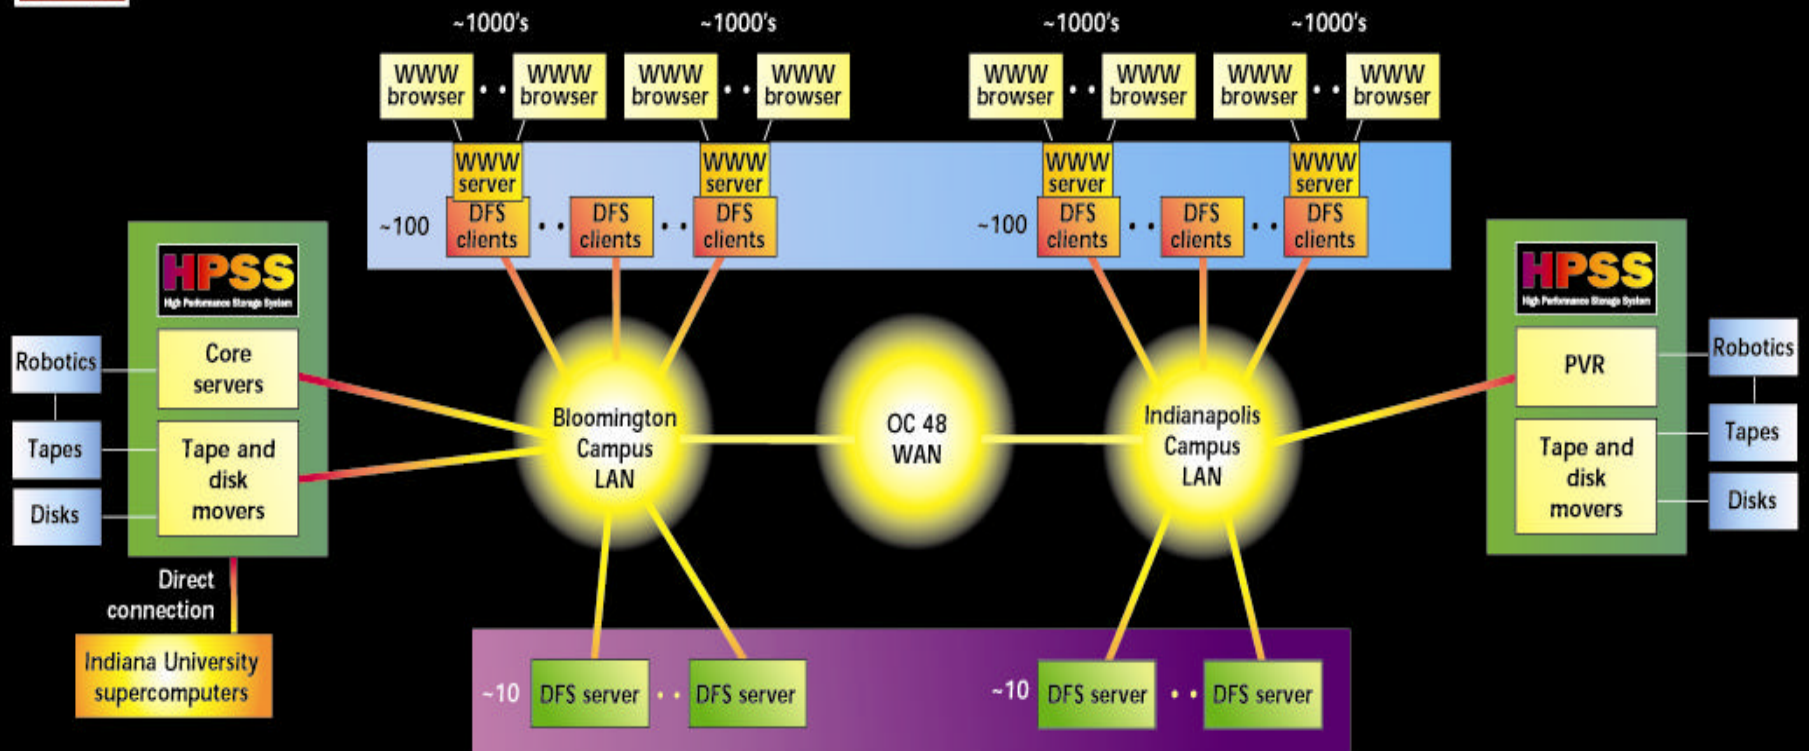 ~1000's
~1000's
~1000's
~1000's
WWW
browser
WWW
browser
WWW
browser
WWW
browser
WWW
browser
WWW
browser
WWW
browser
WWW
browser
WWW
server
WWW
server
WWW
server
WWW
server
~100
DFS
clients
DFS
clients
DFS
clients
~100
DFS
clients
DFS
clients
DFS
clients
HPSS
High Performance Storage System
Core
servers
Tape and
disk
movers
Robotics
Tapes
Disks
Direct
connection
Indiana University
supercomputers
Bloomington
Campus
LAN
OC 48
WAN
Indianapolis
Campus
LAN
HPSS
High Performance Storage System
PVR
Tape and
disk
movers
Robotics
Tapes
Disks
~10
DFS server
DFS server
~10
DFS server
DFS server